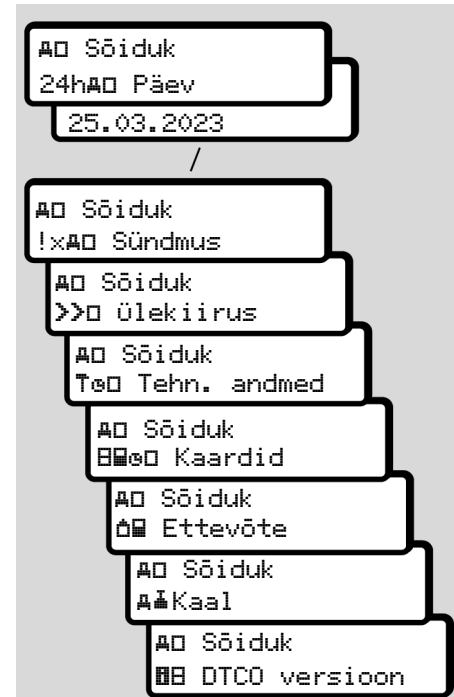 Sõiduk
24h Päev
25.03.2023
/
Sõiduk
!x Sündmus
Sõiduk
>> ülekiirus
Sõiduk
Tehn. andmed
Sõiduk
Kaardid
Sõiduk
Ettevõte
Sõiduk
Kaal
Sõiduk
DTCO versioon